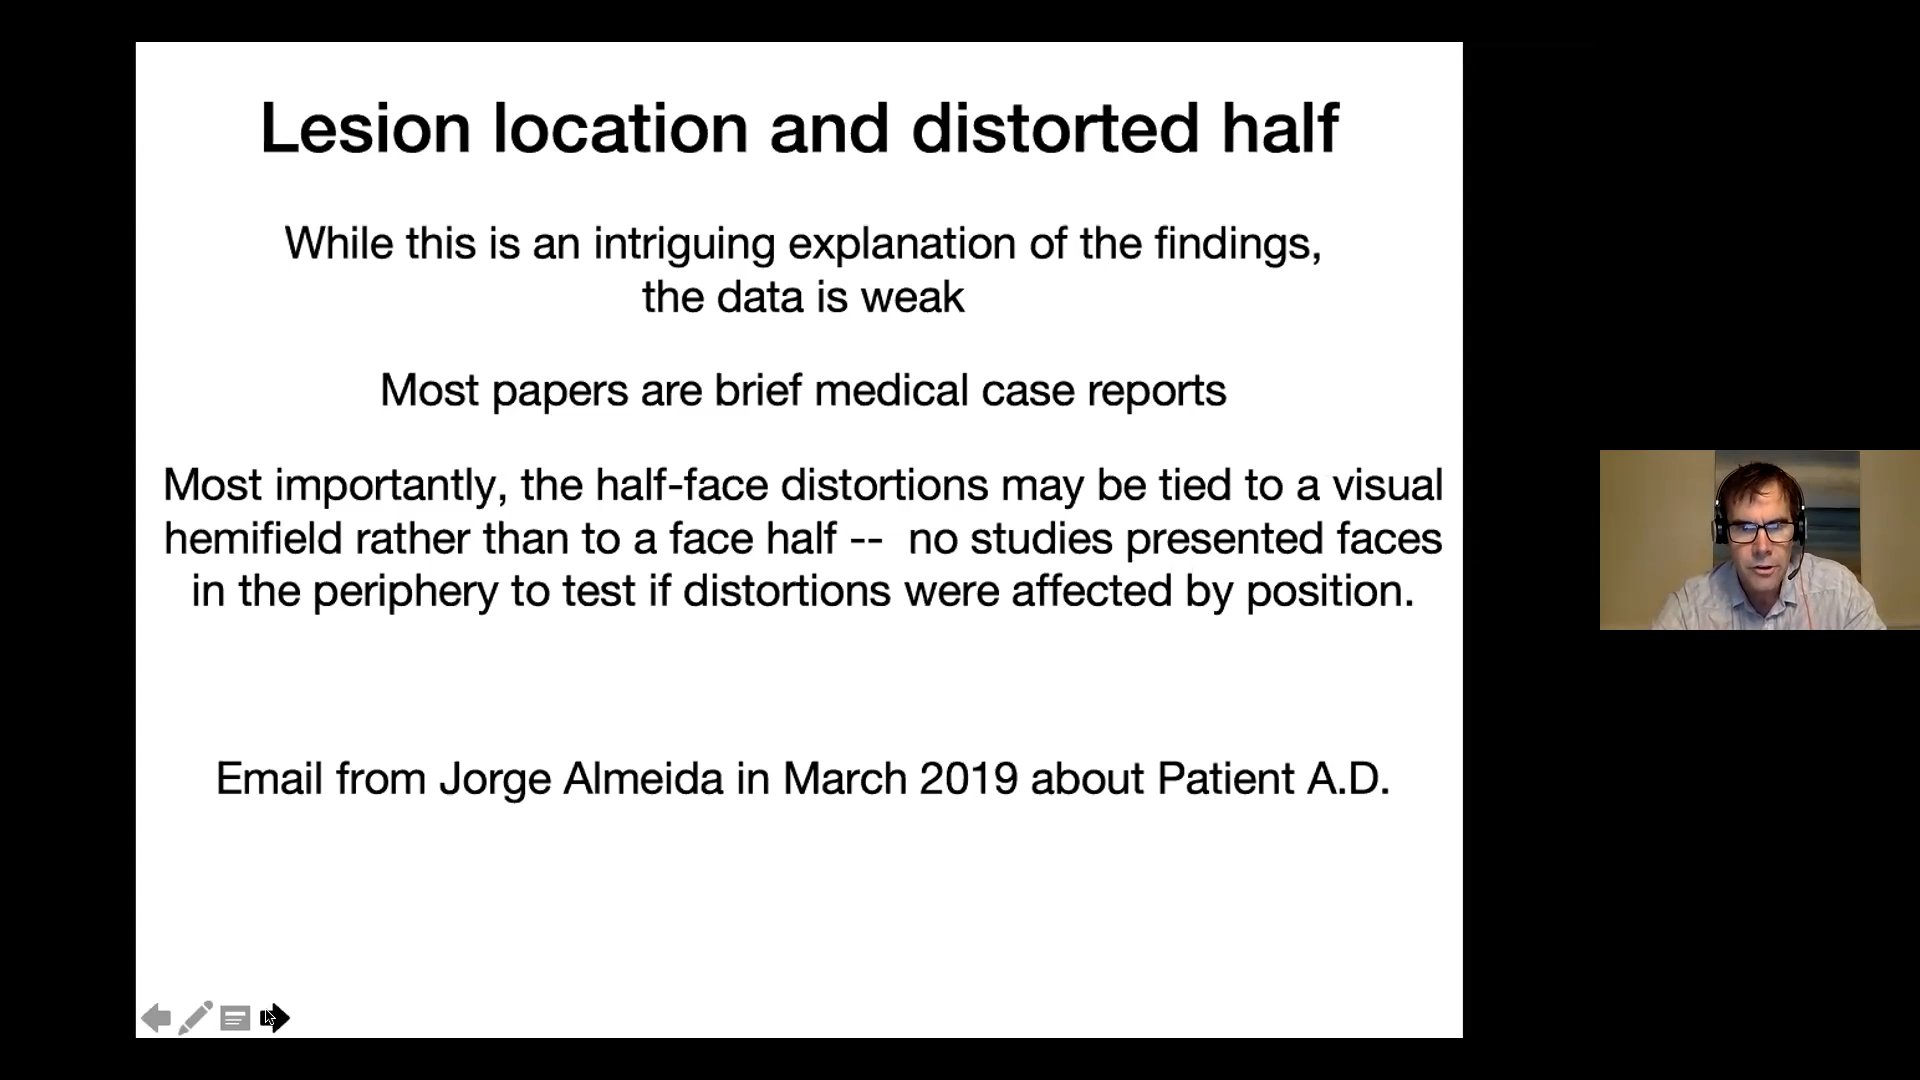 Lesion location and distorted half
While this is an intriguing explanation of the findings,
the data is weak
Most papers are brief medical case reports
Most importantly, the half-face distortions may be tied to a visual
hemifield rather than to a face half --  no studies presented faces
in the periphery to test if distortions were affected by position.
Email from Jorge Almeida in March 2019 about Patient A.D.